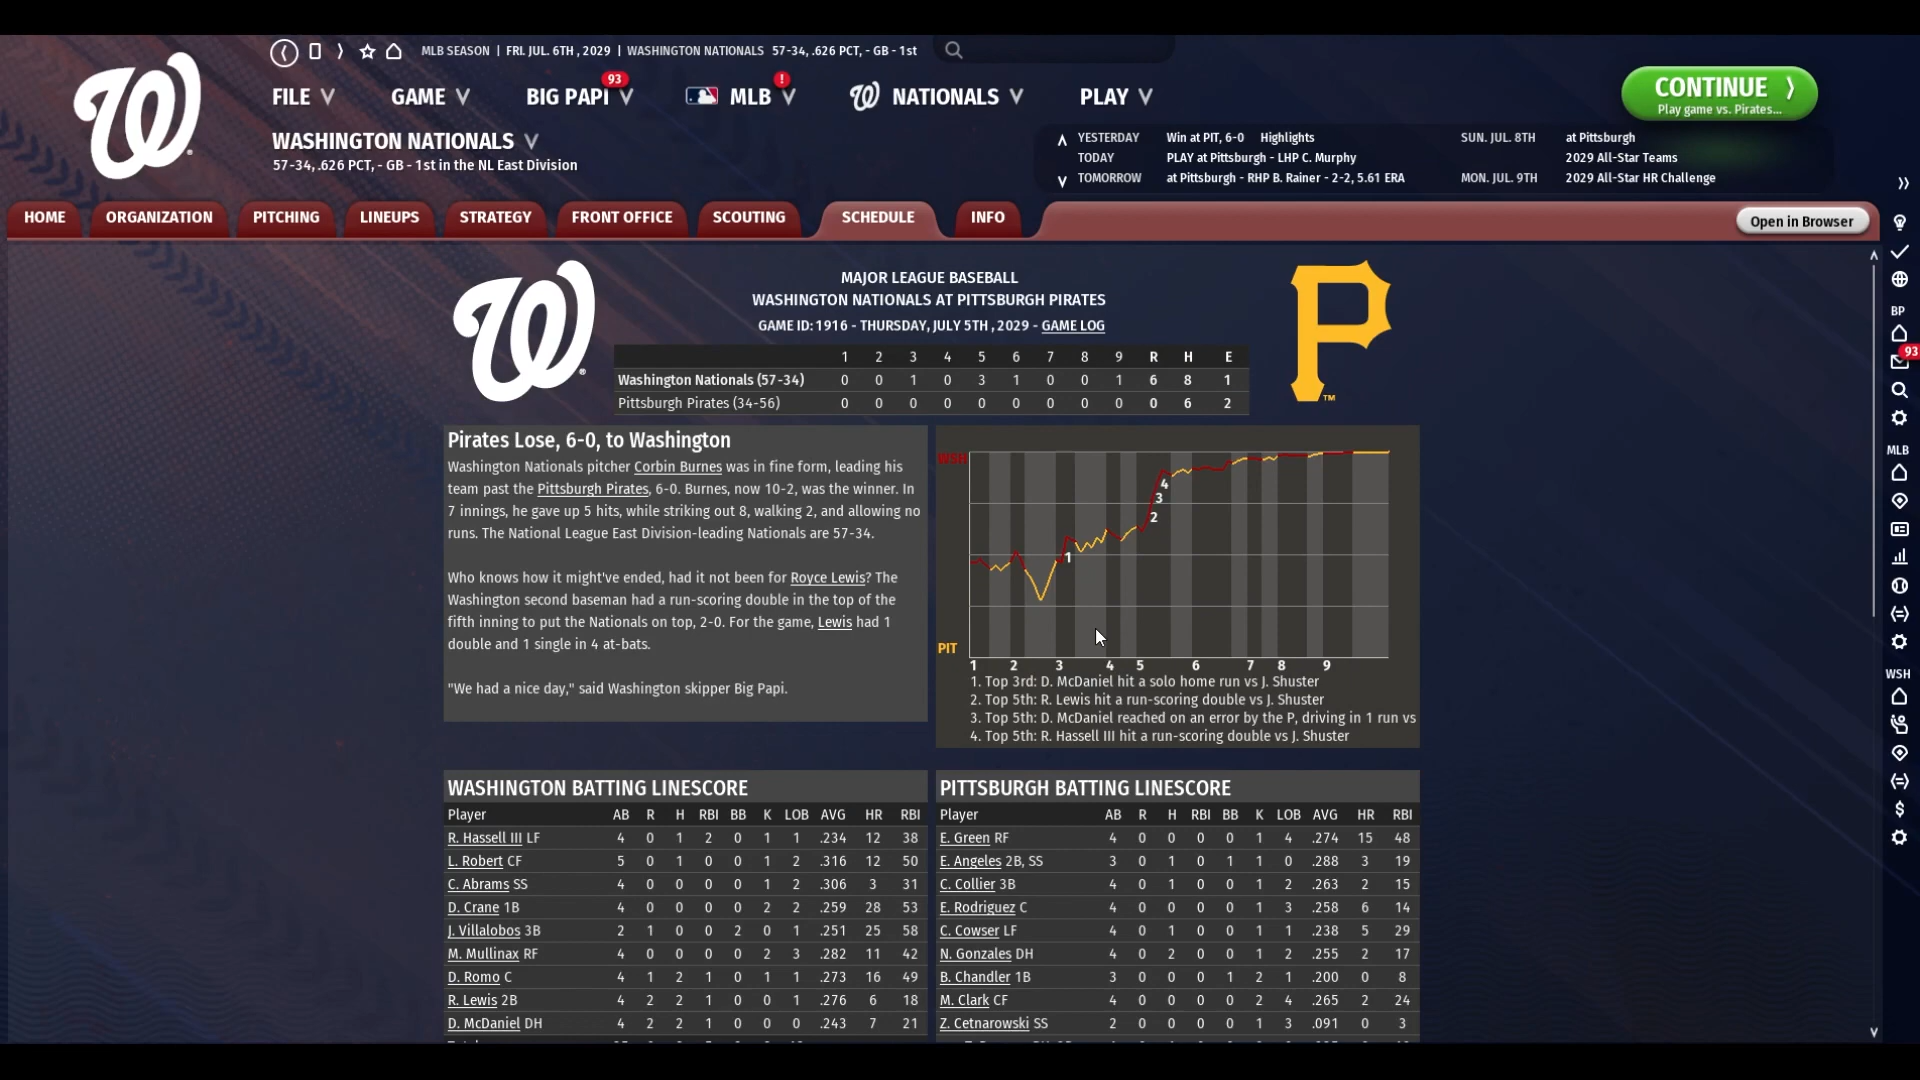 MLB SEASON | FRI. JUL. 6TH , 2029 | WASHINGTON NATIONALS 57-34, .626 PCT, - GB - 1st
FILE GAME BIG PAPI 93 MLB ! NATIONALS PLAY
CONTINUE
Play game vs. Pirates...
WASHINGTON NATIONALS
57-34, .626 PCT, - GB - 1st in the NL East Division
YESTERDAY Win at PIT, 6-0 Highlights SUN. JUL. 8TH at Pittsburgh
TODAY PLAY at Pittsburgh - LHP C. Murphy 2029 All-Star Teams
TOMORROW at Pittsburgh - RHP B. Rainer - 2-2, 5.61 ERA MON. JUL. 9TH 2029 All-Star HR Challenge
HOME ORGANIZATION PITCHING LINEUPS STRATEGY FRONT OFFICE SCOUTING SCHEDULE INFO Open in Browser
MAJOR LEAGUE BASEBALL
WASHINGTON NATIONALS AT PITTSBURGH PIRATES
GAME ID: 1916 - THURSDAY, JULY 5TH , 2029 - GAME LOG
1 2 3 4 5 6 7 8 9 R H E
Washington Nationals (57-34) 0 0 1 0 3 1 0 0 1 6 8 1
Pittsburgh Pirates (34-56) 0 0 0 0 0 0 0 0 0 0 6 2
Pirates Lose, 6-0, to Washington
Washington Nationals pitcher Corbin Burnes was in fine form, leading his
team past the Pittsburgh Pirates, 6-0. Burnes, now 10-2, was the winner. In
7 innings, he gave up 5 hits, while striking out 8, walking 2, and allowing no
runs. The National League East Division-leading Nationals are 57-34.
Who knows how it might've ended, had it not been for Royce Lewis? The
Washington second baseman had a run-scoring double in the top of the
fifth inning to put the Nationals on top, 2-0. For the game, Lewis had 1
double and 1 single in 4 at-bats.
"We had a nice day," said Washington skipper Big Papi.
WSH
4
3
2
1
PIT
1 2 3 4 5 6 7 8 9
1. Top 3rd: D. McDaniel hit a solo home run vs J. Shuster
2. Top 5th: R. Lewis hit a run-scoring double vs J. Shuster
3. Top 5th: D. McDaniel reached on an error by the P, driving in 1 run vs
4. Top 5th: R. Hassell III hit a run-scoring double vs J. Shuster
WASHINGTON BATTING LINESCORE
Player AB R H RBI BB K LOB AVG HR RBI
R. Hassell III LF 4 0 1 2 0 1 1 .234 12 38
L. Robert CF 5 0 1 0 0 1 2 .316 12 50
C. Abrams SS 4 0 0 0 0 1 2 .306 3 31
D. Crane 1B 4 0 0 0 0 2 2 .259 28 53
J. Villalobos 3B 2 1 0 0 2 0 1 .251 25 58
M. Mullinax RF 4 0 0 0 0 2 3 .282 11 42
D. Romo C 4 1 2 1 0 1 1 .273 16 49
R. Lewis 2B 4 2 2 1 0 0 1 .276 6 18
D. McDaniel DH 4 2 2 1 0 0 0 .243 7 21
PITTSBURGH BATTING LINESCORE
Player AB R H RBI BB K LOB AVG HR RBI
E. Green RF 4 0 0 0 0 1 4 .274 15 48
E. Angeles 2B, SS 3 0 1 0 1 1 0 .288 3 19
C. Collier 3B 4 0 1 0 0 1 2 .263 2 15
E. Rodriguez C 4 0 0 0 0 1 3 .258 6 14
C. Cowser LF 4 0 1 0 0 1 1 .238 5 29
N. Gonzales DH 4 0 2 0 0 1 2 .255 2 17
B. Chandler 1B 3 0 0 0 1 2 1 .200 0 8
M. Clark CF 4 0 0 0 0 2 4 .265 2 24
Z. Cetnarowski SS 2 0 0 0 0 1 3 .091 0 3
BP
93
MLB
WSH